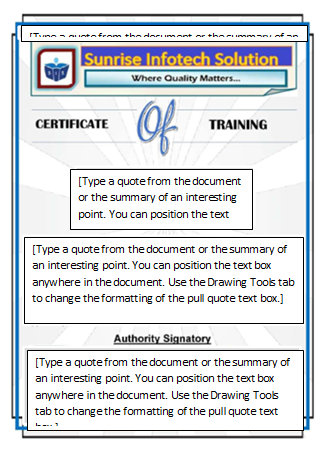 [Type a quote from the document or the summary of an
Sunrise Infotech Solution
Where Quality Matters...
CERTIFICATE Of TRAINING
[Type a quote from the document
or the summary of an interesting
point. You can position the text
[Type a quote from the document or the summary of
an interesting point. You can position the text box
anywhere in the document. Use the Drawing Tools tab
to change the formatting of the pull quote text box.]
Authority Signatory
[Type a quote from the document or the summary of
an interesting point. You can position the text box
anywhere in the document. Use the Drawing Tools
tab to change the formatting of the pull quote text
box.]